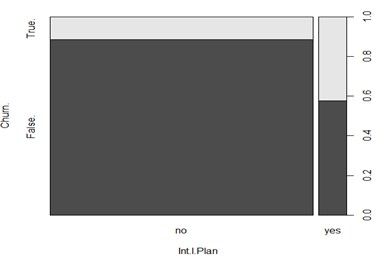 Churn.
True.
False.
1.0
0.8
0.6
0.4
0.2
0.0
no
yes
Int.l.Plan